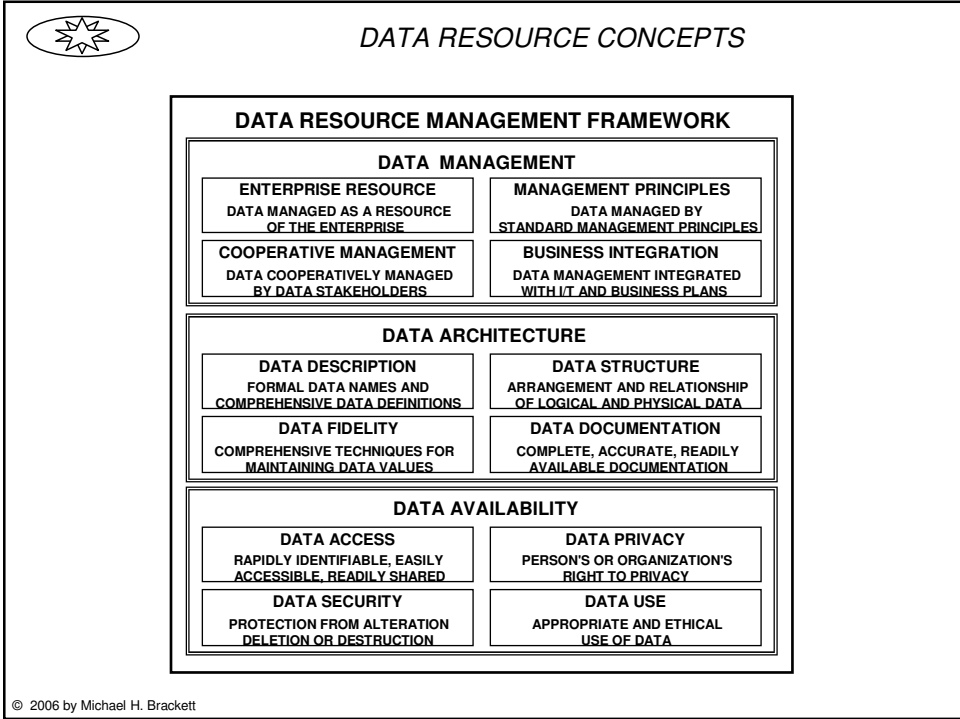 DATA RESOURCE CONCEPTS
DATA RESOURCE MANAGEMENT FRAMEWORK
DATA MANAGEMENT
ENTERPRISE RESOURCE
DATA MANAGED AS A RESOURCE
OF THE ENTERPRISE
MANAGEMENT PRINCIPLES
DATA MANAGED BY
STANDARD MANAGEMENT PRINCIPLES
COOPERATIVE MANAGEMENT
DATA COOPERATIVELY MANAGED
BY DATA STAKEHOLDERS
BUSINESS INTEGRATION
DATA MANAGEMENT INTEGRATED
WITH I/T AND BUSINESS PLANS
DATA ARCHITECTURE
DATA DESCRIPTION
FORMAL DATA NAMES AND
COMPREHENSIVE DATA DEFINITIONS
DATA STRUCTURE
ARRANGEMENT AND RELATIONSHIP
OF LOGICAL AND PHYSICAL DATA
DATA FIDELITY
COMPREHENSIVE TECHNIQUES FOR
MAINTAINING DATA VALUES
DATA DOCUMENTATION
COMPLETE, ACCURATE, READILY
AVAILABLE DOCUMENTATION
DATA AVAILABILITY
DATA ACCESS
RAPIDLY IDENTIFIABLE, EASILY
ACCESSIBLE, READILY SHARED
DATA PRIVACY
PERSON'S OR ORGANIZATION'S
RIGHT TO PRIVACY
DATA SECURITY
PROTECTION FROM ALTERATION
DELETION OR DESTRUCTION
DATA USE
APPROPRIATE AND ETHICAL
USE OF DATA
© 2006 by Michael H. Brackett